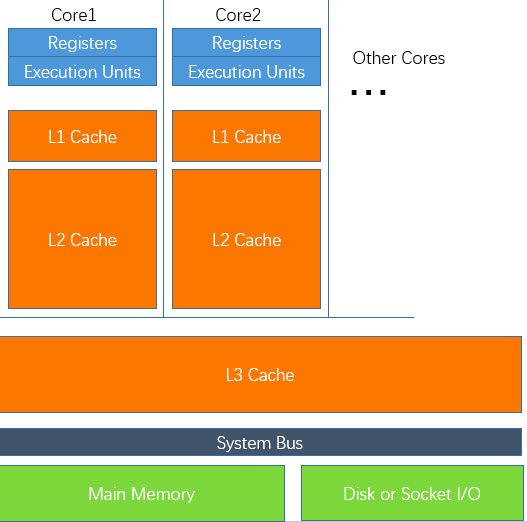 Core1
Core2
Registers
Registers
Other Cores
Execution Units
Execution Units
...
L1 Cache
L1 Cache
L2 Cache
L2 Cache
L3 Cache
System Bus
Main Memory
Disk or Socket I/O